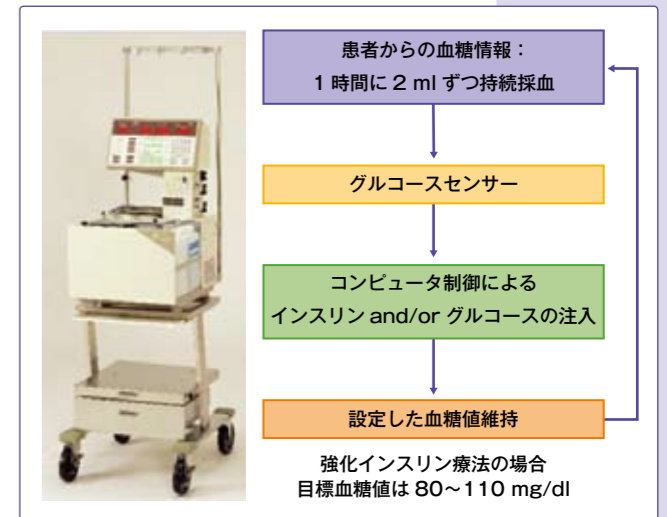 患者からの血糖情報：
1 時間に 2 ml ずつ持続採血
グルコースセンサー
コンピュータ制御による
インスリン and/or グルコースの注入
設定した血糖値維持
強化インスリン療法の場合
目標血糖値は 80〜110 mg/dl